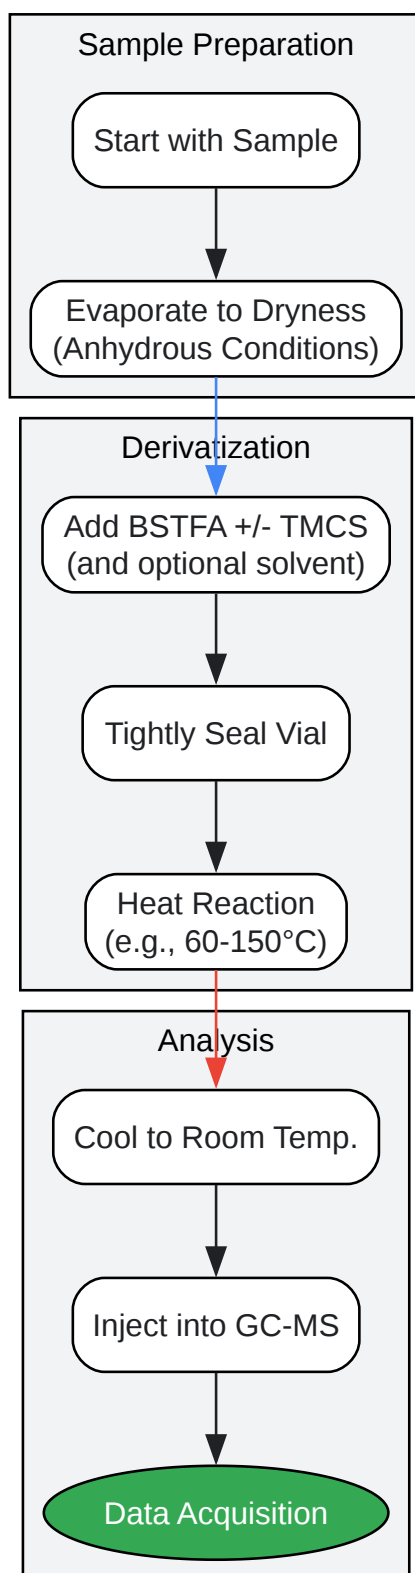 Sample Preparation
Start with Sample
Evaporate to Dryness
(Anhydrous Conditions)
Derivatization
Add BSTFA +/- TMCS
(and optional solvent)
Tightly Seal Vial
Heat Reaction
(e.g., 60-150°C)
Analysis
Cool to Room Temp.
Inject into GC-MS
Data Acquisition